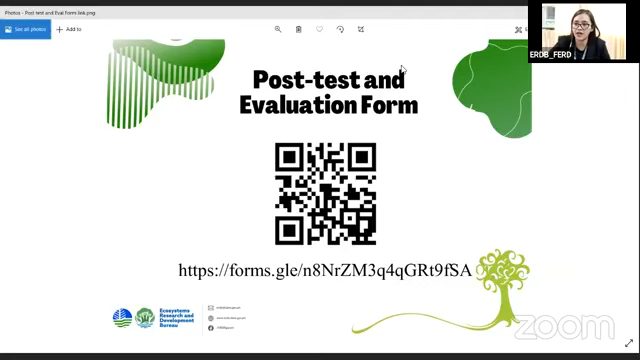 Photos - Post test and Eval Form link.png
See all photos
Add to
ERDB_FERD
Post-test and
Evaluation Form
https://forms.gle/n8NrZM3q4qGRt9fSA
Ecosystems
Research and
Development
Bureau
zoom